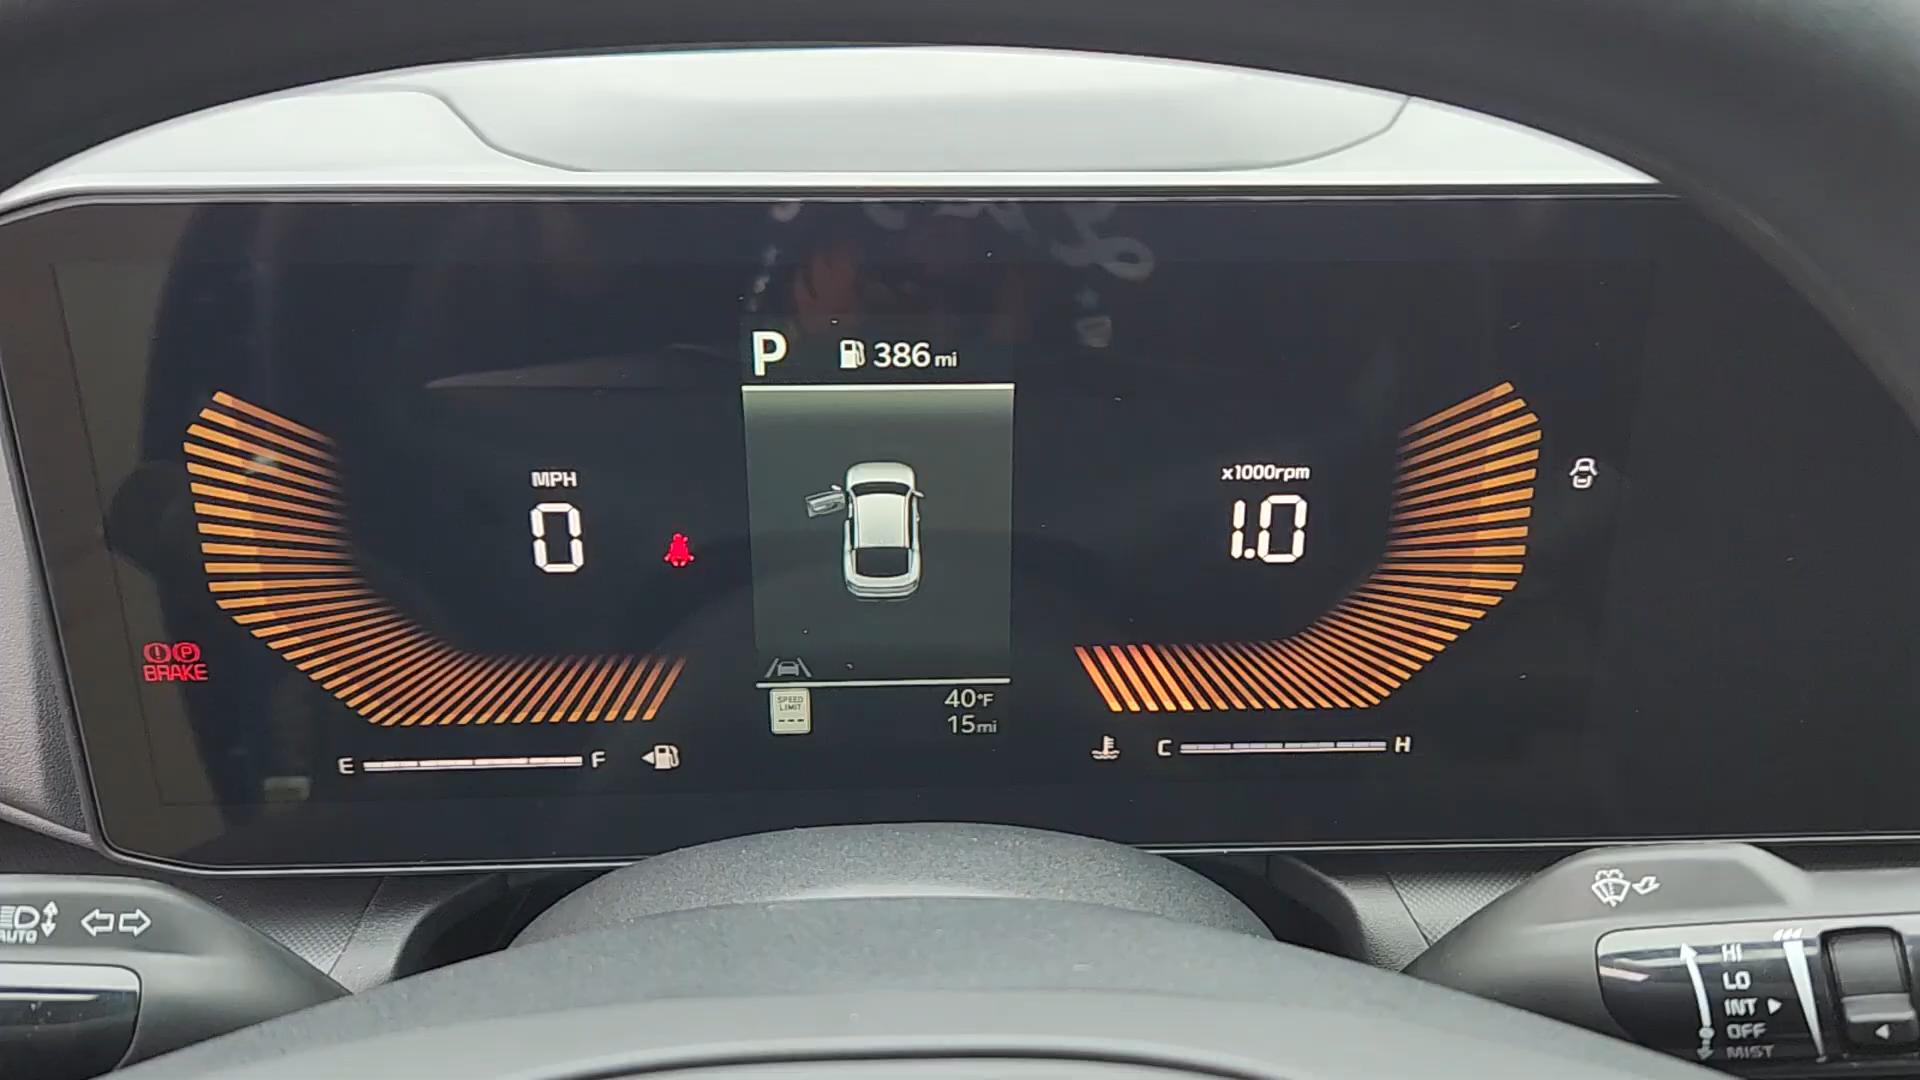 P 386 mi
MPH
0
x1000rpm
1.0
BRAKE
SPEED
LIMIT
---
40°F
15mi
E F
C H
AUTO
HI
LO
INT
OFF
MIST